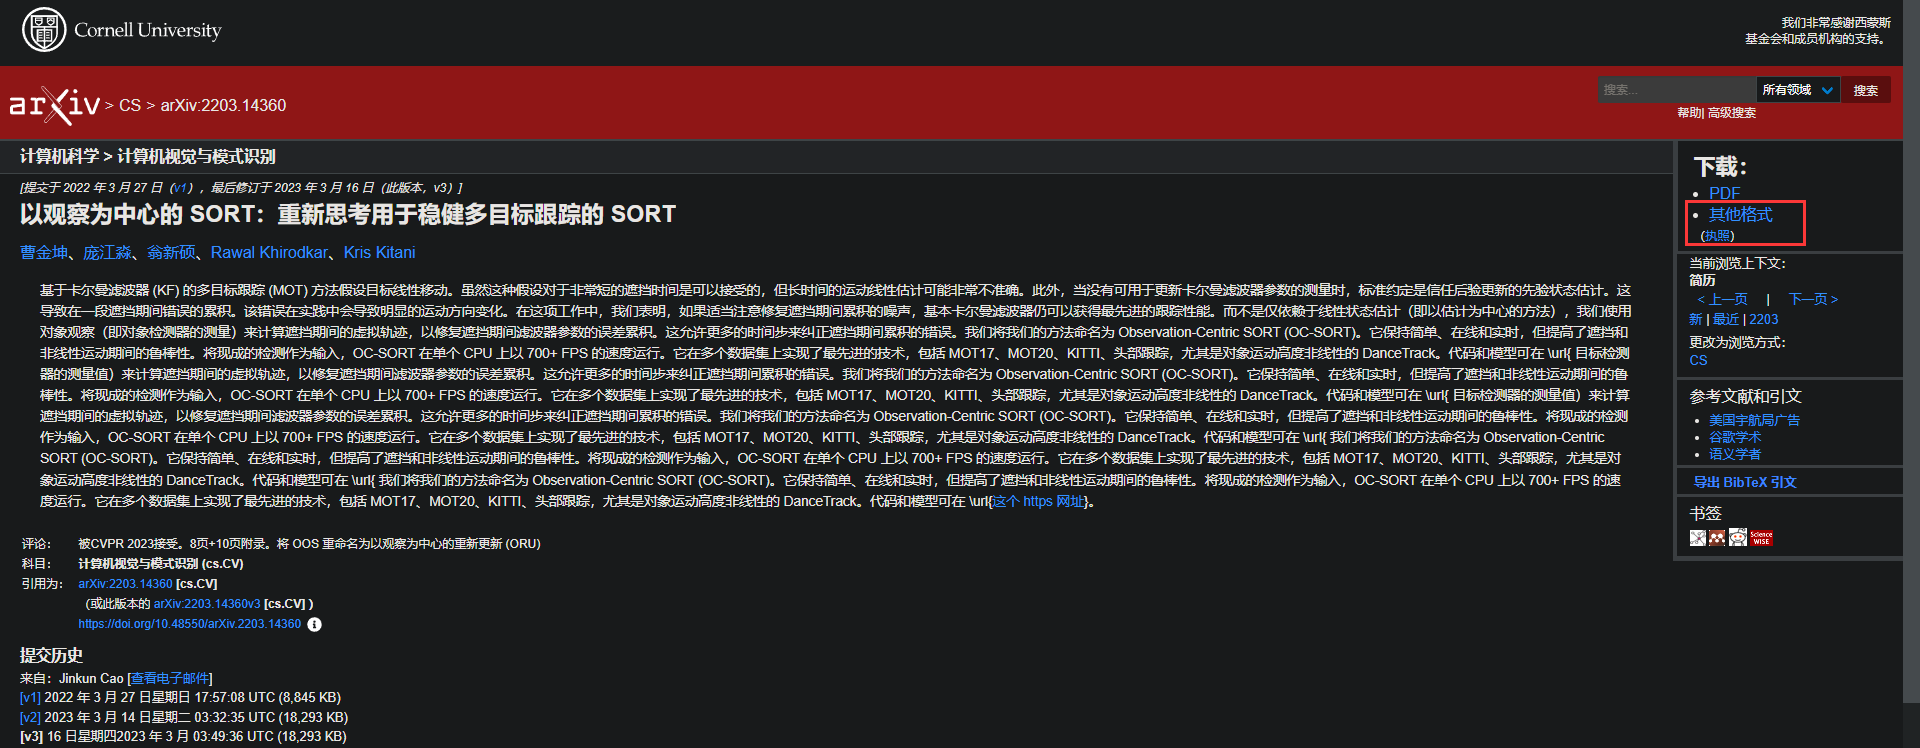 Cornell University
我们非常感谢西蒙斯
基金会和成员机构的支持。
arXiv > CS > arXiv:2203.14360
搜索...
所有领域
搜索
帮助| 高级搜索
计算机科学 > 计算机视觉与模式识别
[提交于 2022 年 3 月 27 日（v1），最后修订于 2023 年 3 月 16 日（此版本，v3）]
以观察为中心的 SORT：重新思考用于稳健多目标跟踪的 SORT
曹金坤、庞江淼、翁新硕、Rawal Khirodkar、Kris Kitani
基于卡尔曼滤波器 (KF) 的多目标跟踪 (MOT) 方法假设目标线性移动。虽然这种假设对于非常短的遮挡时间是可以接受的，但长时间的运动线性估计可能非常不准确。此外，当没有可用于更新卡尔曼滤波器参数的测量时，标准约定是信任后验更新的先验状态估计。这
导致在一段遮挡期间错误的累积。该错误在实践中会导致明显的运动方向变化。在这项工作中，我们表明，如果适当注意修复遮挡期间累积的噪声，基本卡尔曼滤波器仍可以获得最先进的跟踪性能。而不是仅依赖于线性状态估计（即以估计为中心的方法），我们使用
对象观察（即对象检测器的测量）来计算遮挡期间的虚拟轨迹，以修复遮挡期间滤波器参数的误差累积。这允许更多的时间步来纠正遮挡期间累积的错误。我们将我们的方法命名为 Observation-Centric SORT (OC-SORT)。它保持简单、在线和实时，但提高了遮挡和
非线性运动期间的鲁棒性。将现成的检测作为输入，OC-SORT 在单个 CPU 上以 700+ FPS 的速度运行。它在多个数据集上实现了最先进的技术，包括 MOT17、MOT20、KITTI、头部跟踪，尤其是对象运动高度非线性的 DanceTrack。代码和模型可在 \url{ 目标检测
器的测量值）来计算遮挡期间的虚拟轨迹，以修复遮挡期间滤波器参数的误差累积。这允许更多的时间步来纠正遮挡期间累积的错误。我们将我们的方法命名为 Observation-Centric SORT (OC-SORT)。它保持简单、在线和实时，但提高了遮挡和非线性运动期间的鲁
棒性。将现成的检测作为输入，OC-SORT 在单个 CPU 上以 700+ FPS 的速度运行。它在多个数据集上实现了最先进的技术，包括 MOT17、MOT20、KITTI、头部跟踪，尤其是对象运动高度非线性的 DanceTrack。代码和模型可在 \url{ 目标检测器的测量值）来计算
遮挡期间的虚拟轨迹，以修复遮挡期间滤波器参数的误差累积。这允许更多的时间步来纠正遮挡期间累积的错误。我们将我们的方法命名为 Observation-Centric SORT (OC-SORT)。它保持简单、在线和实时，但提高了遮挡和非线性运动期间的鲁棒性。将现成的检测
作为输入，OC-SORT 在单个 CPU 上以 700+ FPS 的速度运行。它在多个数据集上实现了最先进的技术，包括 MOT17、MOT20、KITTI、头部跟踪，尤其是对象运动高度非线性的 DanceTrack。代码和模型可在 \url{ 我们将我们的方法命名为 Observation-Centric
SORT (OC-SORT)。它保持简单、在线和实时，但提高了遮挡和非线性运动期间的鲁棒性。将现成的检测作为输入，OC-SORT 在单个 CPU 上以 700+ FPS 的速度运行。它在多个数据集上实现了最先进的技术，包括 MOT17、MOT20、KITTI、头部跟踪，尤其是对
象运动高度非线性的 DanceTrack。代码和模型可在 \url{ 我们将我们的方法命名为 Observation-Centric SORT (OC-SORT)。它保持简单、在线和实时，但提高了遮挡和非线性运动期间的鲁棒性。将现成的检测作为输入，OC-SORT 在单个 CPU 上以 700+ FPS 的速
度运行。它在多个数据集上实现了最先进的技术，包括 MOT17、MOT20、KITTI、头部跟踪，尤其是对象运动高度非线性的 DanceTrack。代码和模型可在 \url{这个 https 网址}。
评论： 被CVPR 2023接受。8页+10页附录。将 OOS 重命名为以观察为中心的重新更新 (ORU)
科目： 计算机视觉与模式识别 (cs.CV)
引用为： arXiv:2203.14360 [cs.CV]
（或此版本的 arXiv:2203.14360v3 [cs.CV] ）
https://doi.org/10.48550/arXiv.2203.14360
提交历史
来自：Jinkun Cao [查看电子邮件]
[v1] 2022 年 3 月 27 日星期日 17:57:08 UTC (8,845 KB)
[v2] 2023 年 3 月 14 日星期二 03:32:35 UTC (18,293 KB)
[v3] 16 日星期四2023 年 3 月 03:49:36 UTC (18,293 KB)
下载：
PDF
其他格式
(执照)
当前浏览上下文：
简历
< 上一页 | 下一页 >
新 | 最近 | 2203
更改为浏览方式：
CS
参考文献和引文
美国宇航局广告
谷歌学术
语义学者
导出 BibTeX 引文
书签
Science
WISE